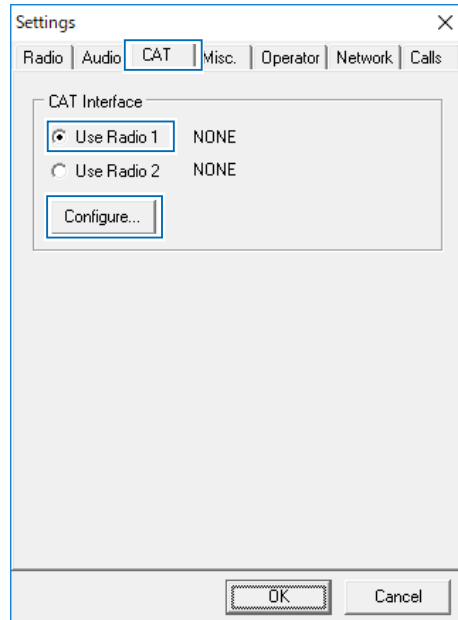 Settings
Radio Audio CAT Misc. Operator Network Calls
CAT Interface
Use Radio 1 NONE
Use Radio 2 NONE
Configure...
OK Cancel